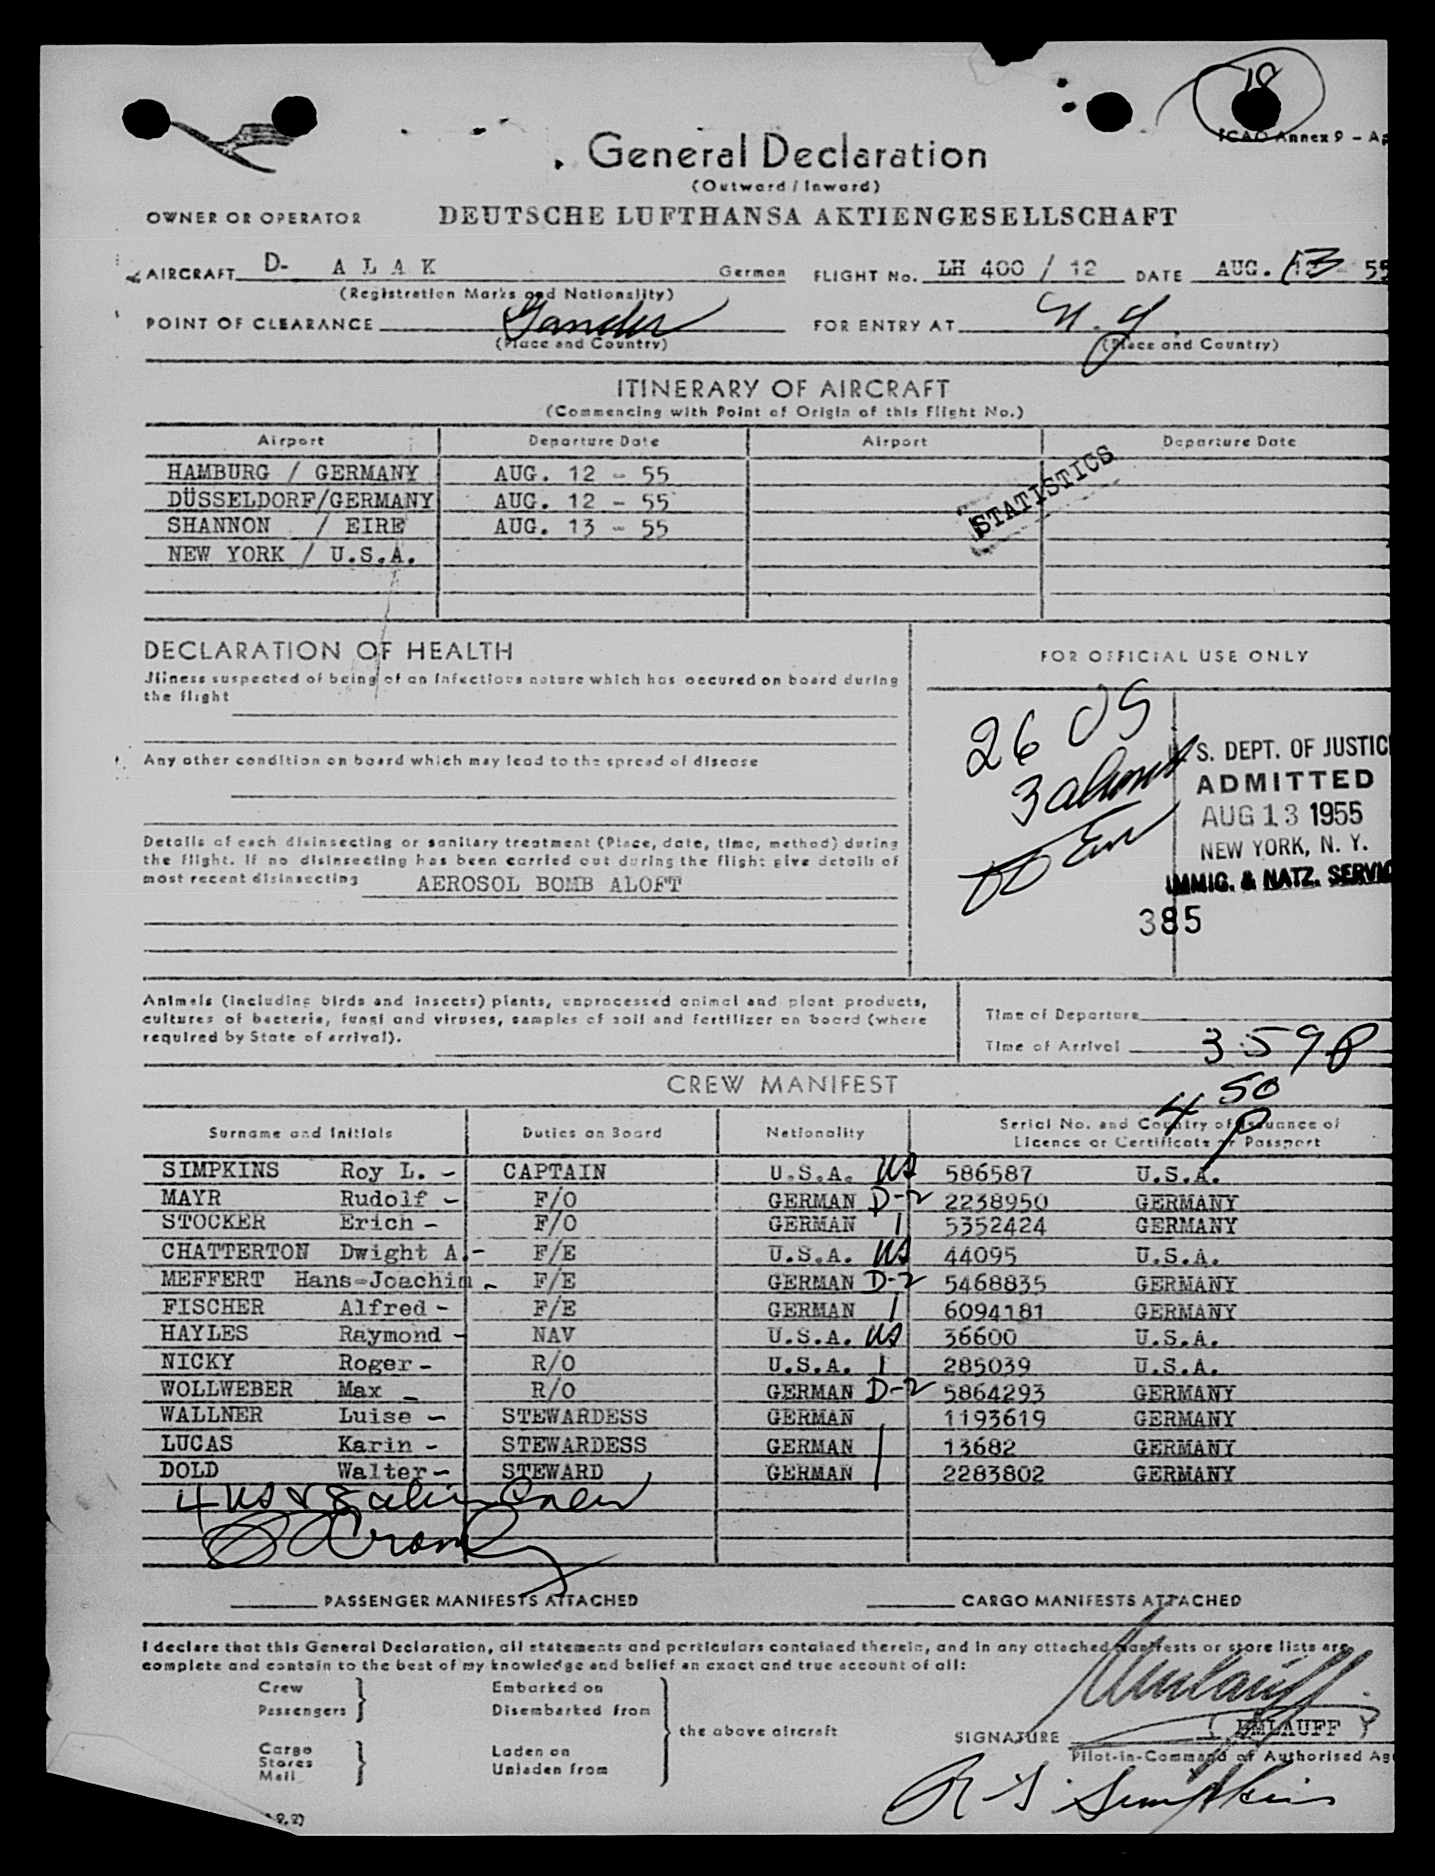 18
ICAO Annex 9 – Ap
General Declaration
(Outward / Inward)
OWNER OR OPERATOR DEUTSCHE LUFTHANSA AKTIENGESELLSCHAFT
AIRCRAFT D- A L A K German FLIGHT No. LH 400 / 12 DATE AUG. 13 55
(Registration Marks and Nationality)
POINT OF CLEARANCE Gander FOR ENTRY AT N.Y.
(Place and Country) (Place and Country)
ITINERARY OF AIRCRAFT
(Commencing with Point of Origin of this Flight No.)
Airport Departure Date Airport Departure Date
HAMBURG / GERMANY AUG. 12 - 55
DÜSSELDORF/GERMANY AUG. 12 - 55
SHANNON / EIRE AUG. 13 - 55
NEW YORK / U.S.A.
STATISTICS
DECLARATION OF HEALTH
Illness suspected of being of an infectious nature which has occured on board during
the flight
Any other condition on board which may lead to the spread of disease
Details of each disinsecting or sanitary treatment (Place, date, time, method) during
the flight. If no disinsecting has been carried out during the flight give details of
most recent disinsecting AEROSOL BOMB ALOFT
FOR OFFICIAL USE ONLY
26 US
3 aliens
S. DEPT. OF JUSTIC
ADMITTED
AUG 13 1955
NEW YORK, N. Y.
IMMIG. & NATZ. SERVIC
385
Animals (including birds and insects) plants, unprocessed animal and plant products,
cultures of bacteria, fungi and viruses, samples of soil and fertilizer on board (where
required by State of arrival).
Time of Departure
Time of Arrival 359P
450
P
CREW MANIFEST
Surname and Initials Duties on Board Nationality Serial No. and Country of Issuance of
Licence or Certificate or Passport
SIMPKINS Roy L. - CAPTAIN U.S.A. US 586587 U.S.A.
MAYR Rudolf - F/O GERMAN D-2 2238950 GERMANY
STOCKER Erich - F/O GERMAN 1 5352424 GERMANY
CHATTERTON Dwight A.- F/E U.S.A. US 44095 U.S.A.
MEFFERT Hans-Joachim - F/E GERMAN D-2 5468835 GERMANY
FISCHER Alfred - F/E GERMAN 1 6094181 GERMANY
HAYLES Raymond - NAV U.S.A. US 36600 U.S.A.
NICKY Roger - R/O U.S.A. 1 285039 U.S.A.
WOLLWEBER Max - R/O GERMAN D-2 5864293 GERMANY
WALLNER Luise - STEWARDESS GERMAN 1193619 GERMANY
LUCAS Karin - STEWARDESS GERMAN 13682 GERMANY
DOLD Walter - STEWARD GERMAN 2283802 GERMANY
4 US & 8 alien Crew
PASSENGER MANIFESTS ATTACHED CARGO MANIFESTS ATTACHED
I declare that this General Declaration, all statements and particulars contained therein, and in any attached manifests or store lists are
complete and contain to the best of my knowledge and belief an exact and true account of all:
Crew Embarked on
Passengers Disembarked from
the above aircraft
Cargo Laden on
Stores Unladen from
Mail
SIGNATURE UMLAUFF
Pilot-in-Command of Authorised Ag
R L Simpkins